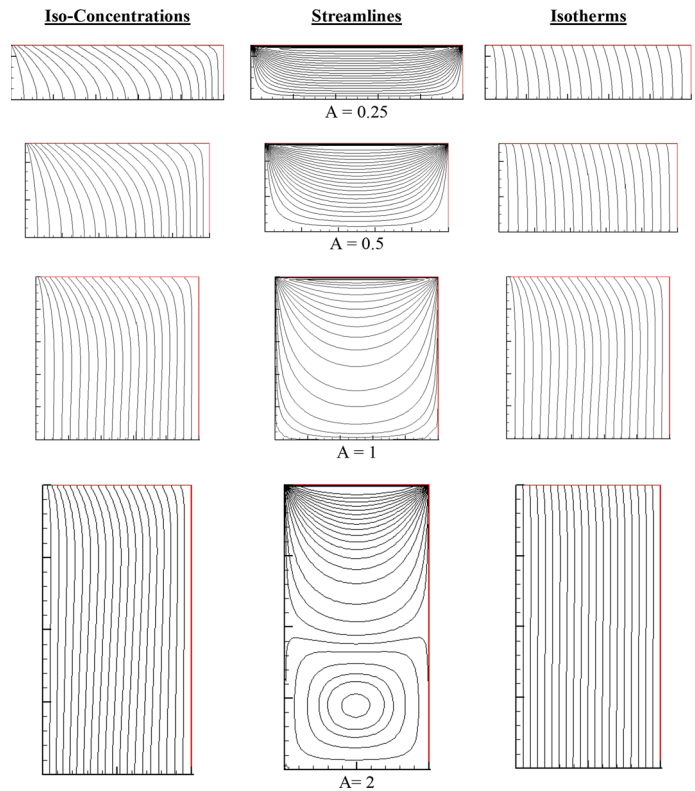 Iso-Concentrations Streamlines Isotherms
A = 0.25
A = 0.5
A = 1
A= 2